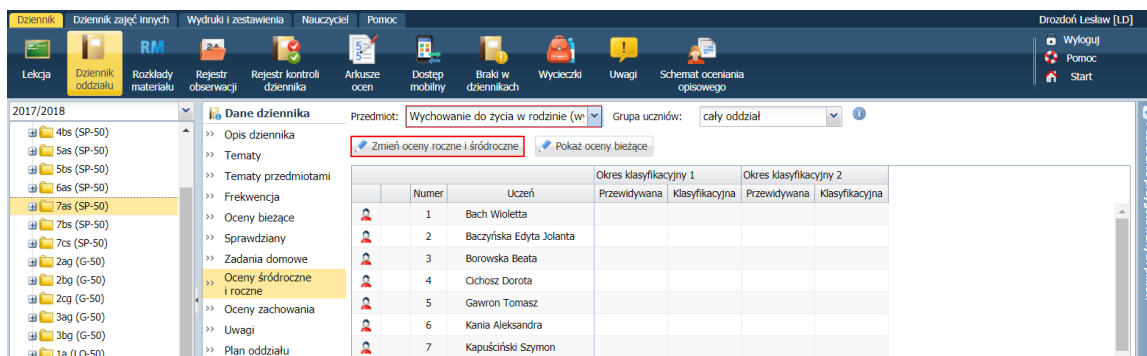 Dziennik Dziennik zajęć innych Wydruki i zestawienia Nauczyciel Pomoc Drozdoń Lesław [LD]
Lekcja
Dziennik oddziału
RM Rozkłady materiału
Rejestr obserwacji
Rejestr kontroli dziennika
Arkusze ocen
Dostęp mobilny
Braki w dziennikach
Wycieczki
Uwagi
Schemat oceniania opisowego
Wyloguj
Pomoc
Start
2017/2018
4bs (SP-50)
5as (SP-50)
5bs (SP-50)
6as (SP-50)
7as (SP-50)
7bs (SP-50)
7cs (SP-50)
2ag (G-50)
2bg (G-50)
2cg (G-50)
3ag (G-50)
3bg (G-50)
1a (LO-50)
Dane dziennika
Opis dziennika
Tematy
Tematy przedmiotami
Frekwencja
Oceny bieżące
Sprawdziany
Zadania domowe
Oceny śródroczne
i roczne
Oceny zachowania
Uwagi
Plan oddziału
Przedmiot: Wychowanie do życia w rodzinie (wy Grupa uczniów: cały oddział
Zmień oceny roczne i śródroczne Pokaż oceny bieżące
Okres klasyfikacyjny 1 Okres klasyfikacyjny 2
Numer Uczeń Przewidywana Klasyfikacyjna Przewidywana Klasyfikacyjna
1 Bach Wioletta
2 Baczyńska Edyta Jolanta
3 Borowska Beata
4 Cichosz Dorota
5 Gawron Tomasz
6 Kania Aleksandra
7 Kapuściński Szymon